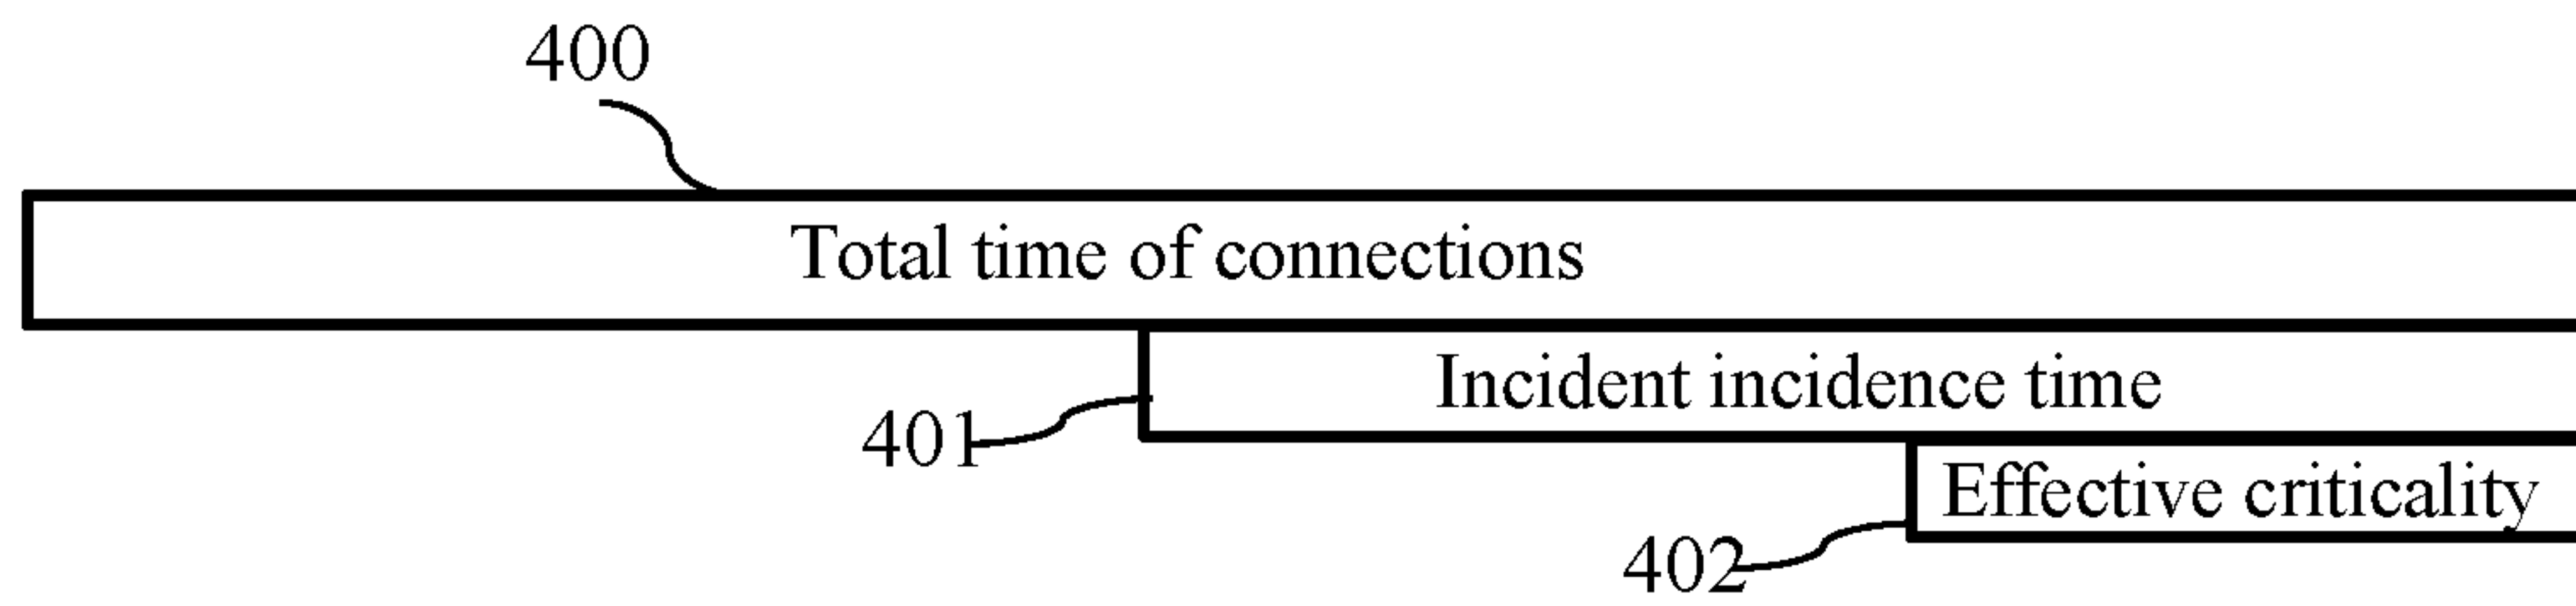 400
Total time of connections
Incident incidence time
401
Effective criticality
402